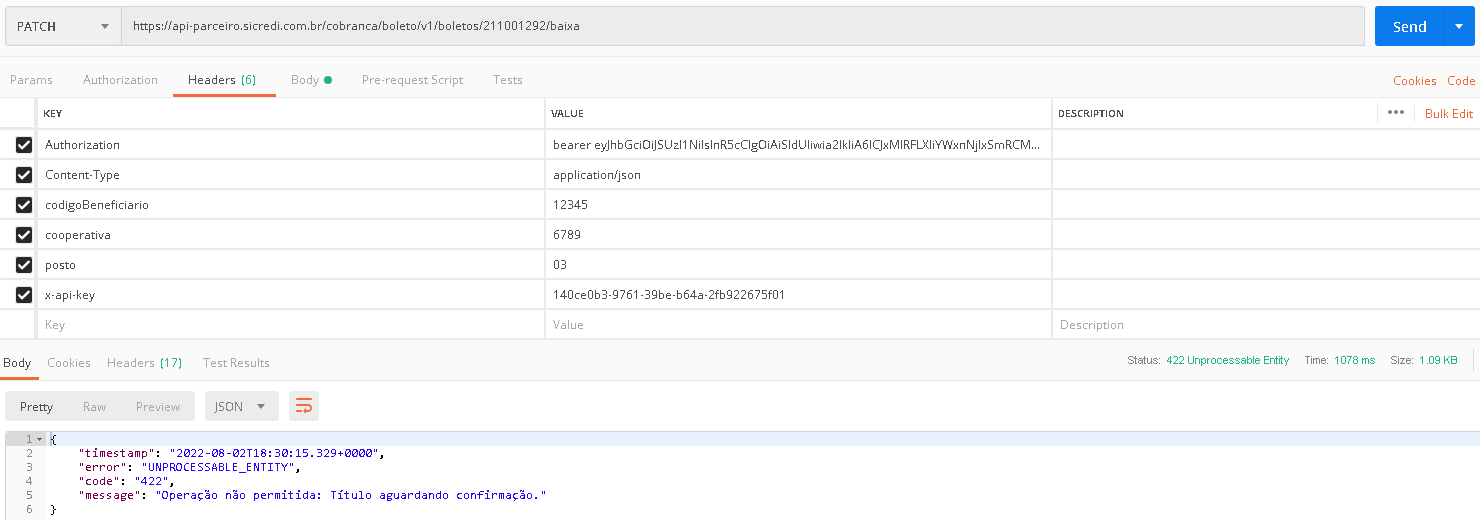 PATCH https://api-parceiro.sicredi.com.br/cobranca/boleto/v1/boletos/211001292/baixa Send
Params Authorization Headers (6) Body Pre-request Script Tests Cookies Code
KEY VALUE DESCRIPTION ••• Bulk Edit
Authorization bearer
Content-Type application/json
codigoBeneficiario 12345
cooperativa 6789
posto 03
x-api-key 140ce0b3-9761-39be-b64a-2fb922675f01
Key Value Description
Body Cookies Headers (17) Test Results Status: 422 Unprocessable Entity Time: 1078 ms Size: 1.09 KB
Pretty Raw Preview JSON
1 {
2 "timestamp": "2022-08-02T18:30:15.329+0000",
3 "error": "UNPROCESSABLE_ENTITY",
4 "code": "422",
5 "message": "Operação não permitida: Título aguardando confirmação."
6 }